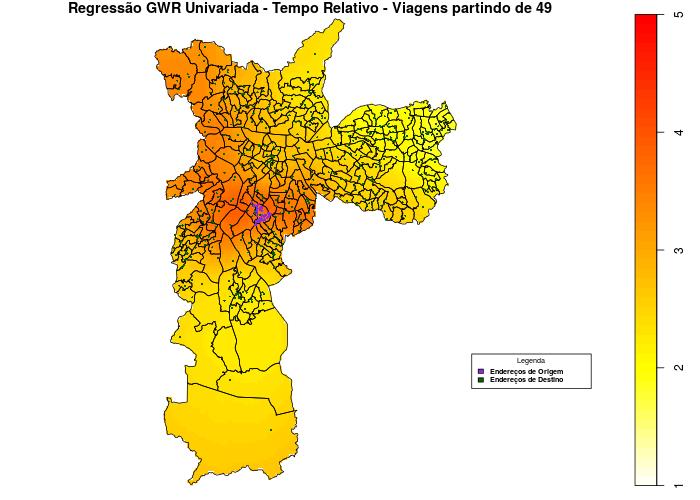 Regressão GWR Univariada - Tempo Relativo - Viagens partindo de 49
5
4
3
2
1
Legenda
Endereços de Origem
Endereços de Destino